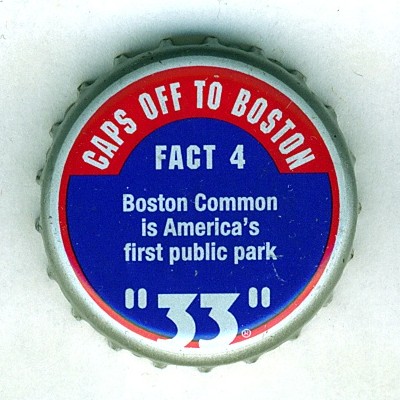 CAPS OFF TO BOSTON
FACT 4
Boston Common
is America's
first public park
"33"®